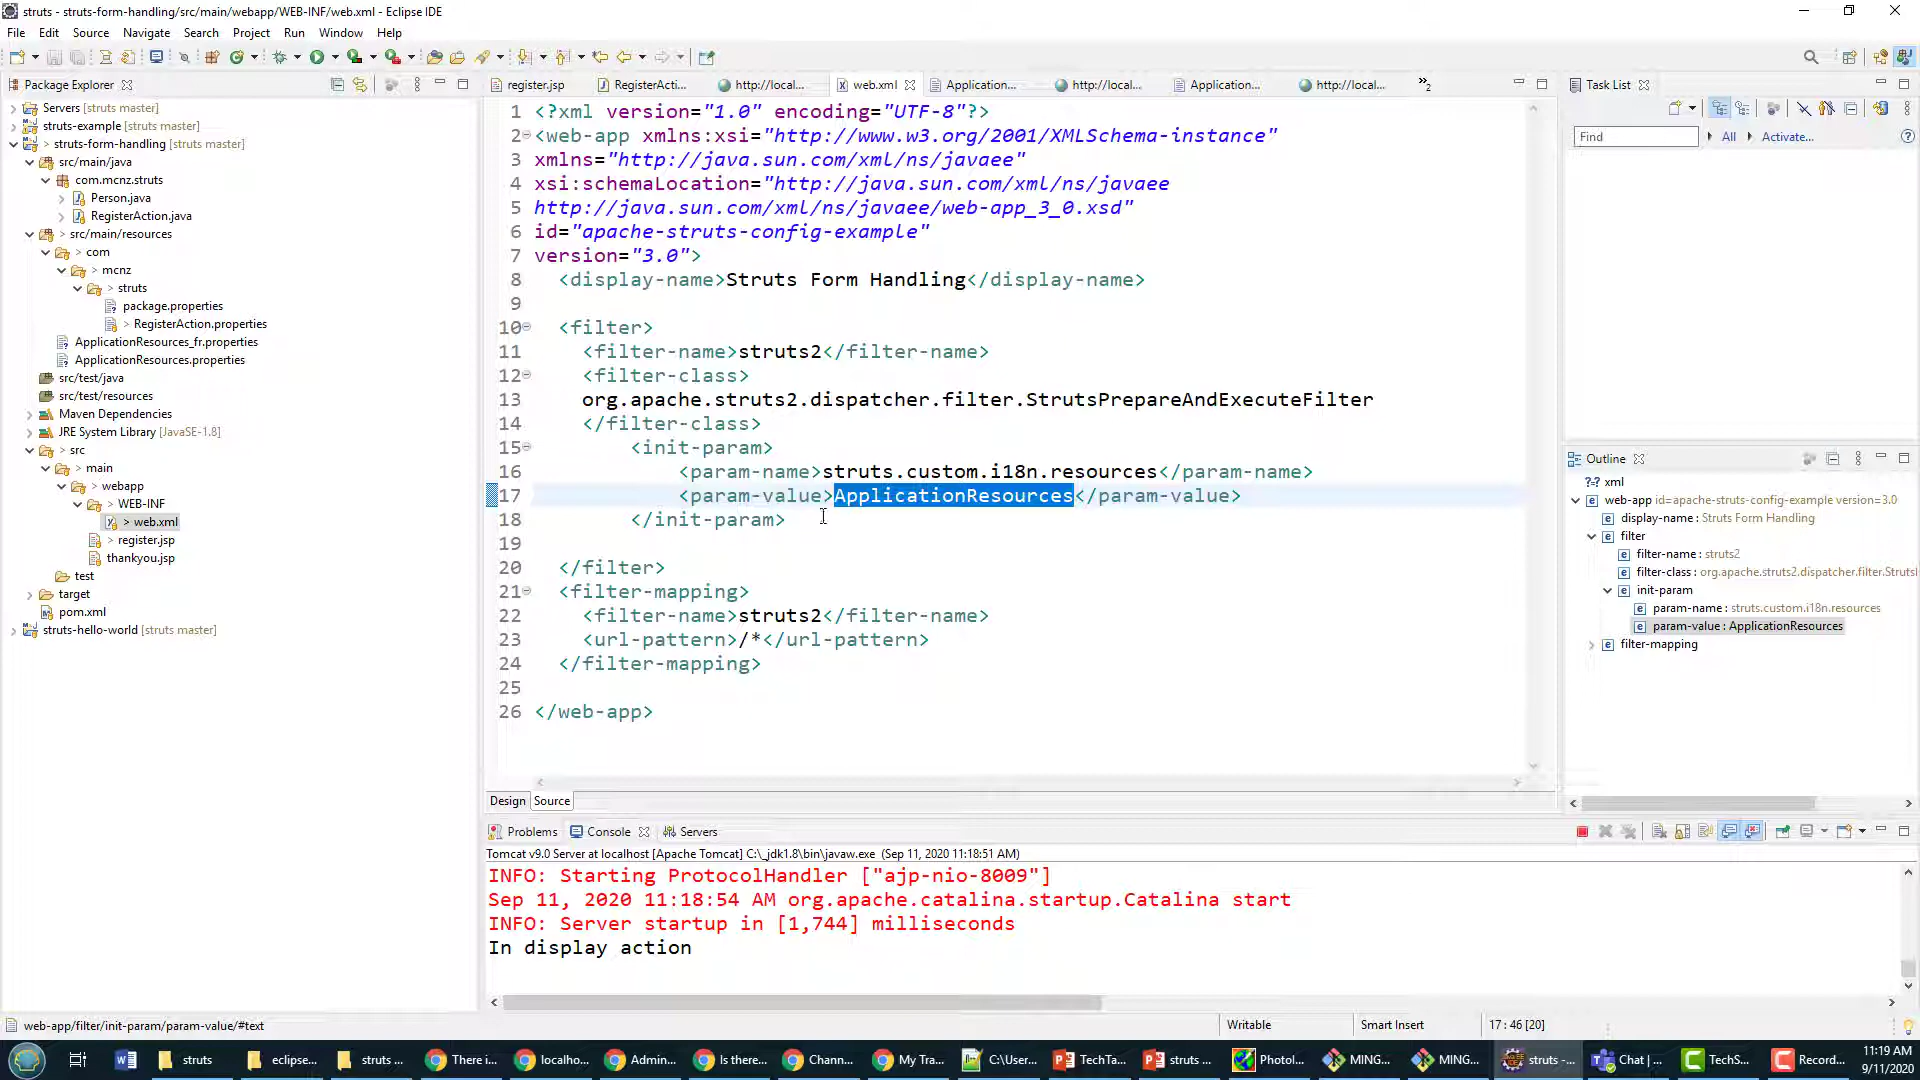 struts - struts-form-handling/src/main/webapp/WEB-INF/web.xml - Eclipse IDE
File Edit Source Navigate Search Project Run Window Help
Package Explorer
Servers [struts master]
struts-example [struts master]
> struts-form-handling [struts master]
src/main/java
com.mcnz.struts
Person.java
RegisterAction.java
> src/main/resources
> com
> mcnz
> struts
package.properties
> RegisterAction.properties
ApplicationResources_fr.properties
ApplicationResources.properties
src/test/java
src/test/resources
Maven Dependencies
JRE System Library [JavaSE-1.8]
> src
> main
> webapp
> WEB-INF
> web.xml
> register.jsp
thankyou.jsp
test
target
pom.xml
struts-hello-world [struts master]
register.jsp RegisterActi... http://local... web.xml Application... http://local... Application... http://local... 2
1 <?xml version="1.0" encoding="UTF-8"?>
2 <web-app xmlns:xsi="http://www.w3.org/2001/XMLSchema-instance"
3 xmlns="http://java.sun.com/xml/ns/javaee"
4 xsi:schemaLocation="http://java.sun.com/xml/ns/javaee
5 http://java.sun.com/xml/ns/javaee/web-app_3_0.xsd"
6 id="apache-struts-config-example"
7 version="3.0">
8 <display-name>Struts Form Handling</display-name>
9
10 <filter>
11 <filter-name>struts2</filter-name>
12 <filter-class>
13 org.apache.struts2.dispatcher.filter.StrutsPrepareAndExecuteFilter
14 </filter-class>
15 <init-param>
16 <param-name>struts.custom.i18n.resources</param-name>
17 <param-value>ApplicationResources</param-value>
18 </init-param>
19
20 </filter>
21 <filter-mapping>
22 <filter-name>struts2</filter-name>
23 <url-pattern>/*</url-pattern>
24 </filter-mapping>
25
26 </web-app>
Design Source
Task List
Find All Activate...
Outline
xml
web-app id=apache-struts-config-example version=3.0
display-name : Struts Form Handling
filter
filter-name : struts2
filter-class : org.apache.struts2.dispatcher.filter.Struts
init-param
param-name : struts.custom.i18n.resources
param-value : ApplicationResources
filter-mapping
Problems Console Servers
Tomcat v9.0 Server at localhost [Apache Tomcat] C:\_jdk1.8\bin\javaw.exe (Sep 11, 2020 11:18:51 AM)
INFO: Starting ProtocolHandler ["ajp-nio-8009"]
Sep 11, 2020 11:18:54 AM org.apache.catalina.startup.Catalina start
INFO: Server startup in [1,744] milliseconds
In display action
web-app/filter/init-param/param-value/#text Writable Smart Insert 17 : 46 [20]
struts eclipse... struts ... There i... localho... Admin... Is there... Chann... My Tra... C:\User... TechTa... struts ... Photol... MING... MING... struts -... Chat |... TechS... Record... 11:19 AM
9/11/2020